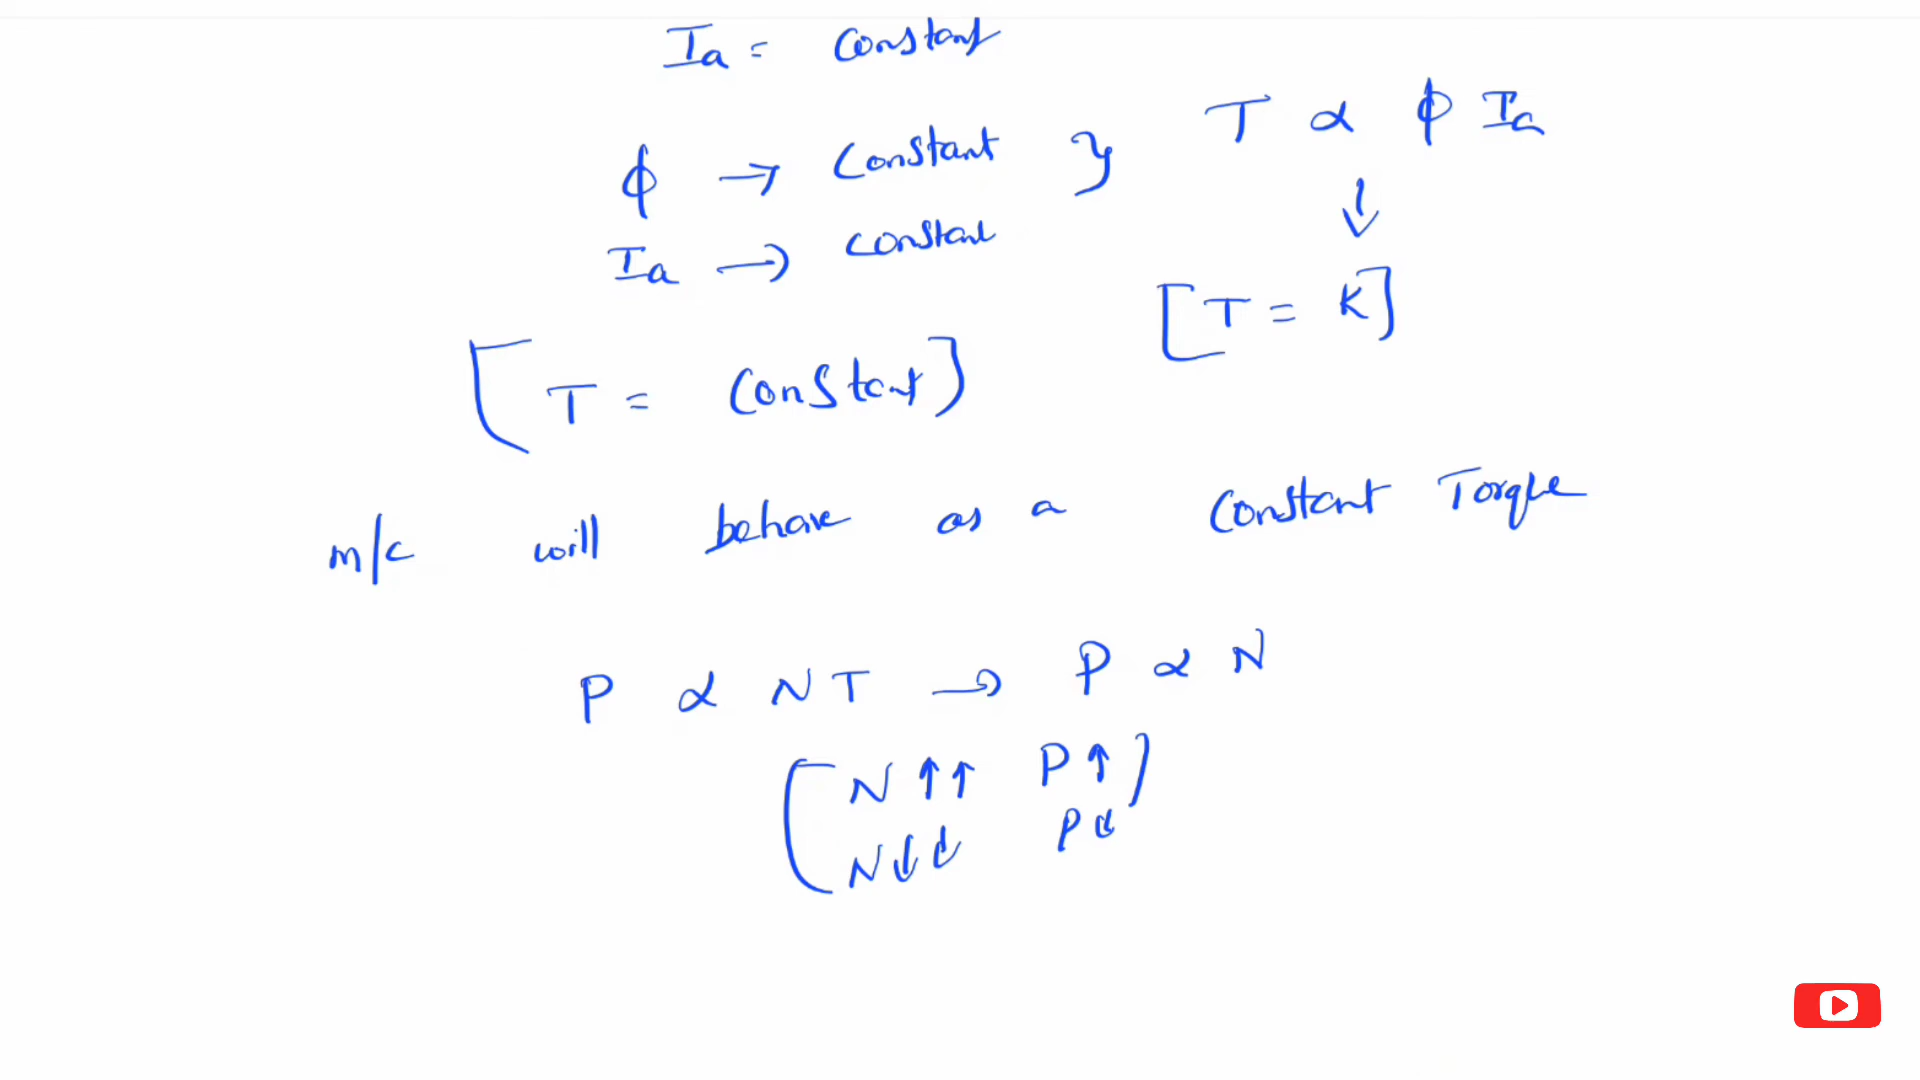 Ia = Constant
T α ϕ Ia
ϕ → Constant }
Ia → constant
↓
[T = K]
[T = Constant]
m/c will behave as a Constant Torque
P α NT → P α N
[N↑↑ P↑]
N↓↓ P↓